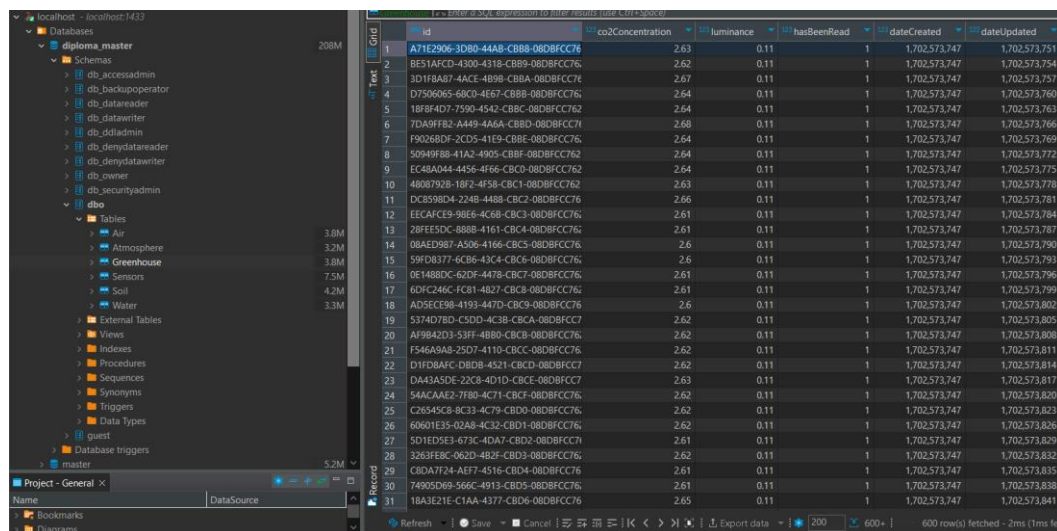 localhost - localhost:1433
Databases
diploma_master 208M
Schemas
db_accessadmin
db_backupoperator
db_datareader
db_datawriter
db_ddladmin
db_denydatareader
db_denydatawriter
db_owner
db_securityadmin
dbo
Tables
Air 3.8M
Atmosphere 3.2M
Greenhouse 3.8M
Sensors 7.5M
Soil 4.2M
Water 3.3M
External Tables
Views
Indexes
Procedures
Sequences
Synonyms
Triggers
Data Types
guest
Database triggers
master 5.2M
Project - General
Name DataSource
Bookmarks
Diagrams
Enter a SQL expression to filter results (use Ctrl+Space)
Grid
Text
Record
id 123 co2Concentration 123 luminance 123 hasBeenRead 123 dateCreated 123 dateUpdated
1 A71E2906-3DB0-44AB-CBB8-08DBFCC76 2.63 0.11 1 1,702,573,747 1,702,573,751
2 BE51AFCD-4300-4318-CBB9-08DBFCC76 2.62 0.11 1 1,702,573,747 1,702,573,754
3 3D1F8A87-4ACE-4B9B-CBBA-08DBFCC76 2.67 0.11 1 1,702,573,747 1,702,573,757
4 D7506065-68C0-4E67-CBBB-08DBFCC76 2.64 0.11 1 1,702,573,747 1,702,573,760
5 18F8F4D7-7590-4542-CBBC-08DBFCC76 2.64 0.11 1 1,702,573,747 1,702,573,763
6 7DA9FFB2-A449-4A6A-CBBD-08DBFCC76 2.68 0.11 1 1,702,573,747 1,702,573,766
7 F9026BDF-2CD5-41E9-CBBE-08DBFCC76 2.64 0.11 1 1,702,573,747 1,702,573,769
8 50949F88-41A2-4905-CBBF-08DBFCC762 2.64 0.11 1 1,702,573,747 1,702,573,772
9 EC48A044-4456-4F66-CBC0-08DBFCC762 2.64 0.11 1 1,702,573,747 1,702,573,775
10 4808792B-18F2-4F58-CBC1-08DBFCC762 2.63 0.11 1 1,702,573,747 1,702,573,778
11 DC8598D4-224B-4488-CBC2-08DBFCC76 2.66 0.11 1 1,702,573,747 1,702,573,781
12 EECAFCE9-98E6-4C6B-CBC3-08DBFCC76 2.61 0.11 1 1,702,573,747 1,702,573,784
13 28FEE5DC-888B-4161-CBC4-08DBFCC76 2.61 0.11 1 1,702,573,747 1,702,573,787
14 08AED987-A506-4166-CBC5-08DBFCC76 2.6 0.11 1 1,702,573,747 1,702,573,790
15 59FD8377-6CB6-43C4-CBC6-08DBFCC76 2.6 0.11 1 1,702,573,747 1,702,573,793
16 0E1488DC-62DF-4478-CBC7-08DBFCC76 2.61 0.11 1 1,702,573,747 1,702,573,796
17 6DFC246C-FC81-4827-CBC8-08DBFCC76 2.61 0.11 1 1,702,573,747 1,702,573,799
18 AD5ECE98-4193-447D-CBC9-08DBFCC76 2.6 0.11 1 1,702,573,747 1,702,573,802
19 5374D7BD-C5DD-4C3B-CBCA-08DBFCC7 2.62 0.11 1 1,702,573,747 1,702,573,805
20 AF9B42D3-53FF-4BB0-CBCB-08DBFCC76 2.62 0.11 1 1,702,573,747 1,702,573,808
21 F546A9A8-25D7-4110-CBCC-08DBFCC76 2.62 0.11 1 1,702,573,747 1,702,573,811
22 D1FD8AFC-DBDB-4521-CBCD-08DBFCC7 2.62 0.11 1 1,702,573,747 1,702,573,814
23 DA43A5DE-22C8-4D1D-CBCE-08DBFCC7 2.63 0.11 1 1,702,573,747 1,702,573,817
24 54ACAAE2-7F80-4C71-CBCF-08DBFCC76 2.62 0.11 1 1,702,573,747 1,702,573,820
25 C26545C8-8C33-4C79-CBD0-08DBFCC76 2.62 0.11 1 1,702,573,747 1,702,573,823
26 60601E35-02A8-4C32-CBD1-08DBFCC76 2.62 0.11 1 1,702,573,747 1,702,573,826
27 5D1ED5E3-673C-4DA7-CBD2-08DBFCC76 2.61 0.11 1 1,702,573,747 1,702,573,829
28 3263FE8C-062D-4B2F-CBD3-08DBFCC76 2.62 0.11 1 1,702,573,747 1,702,573,832
29 C8DA7F24-AEF7-4516-CBD4-08DBFCC76 2.61 0.11 1 1,702,573,747 1,702,573,835
30 74905D69-566C-4913-CBD5-08DBFCC76 2.61 0.11 1 1,702,573,747 1,702,573,838
31 18A3E21E-C1AA-4377-CBD6-08DBFCC76 2.65 0.11 1 1,702,573,747 1,702,573,841
Refresh Save Cancel Export data 200 600+ 600 row(s) fetched - 2ms